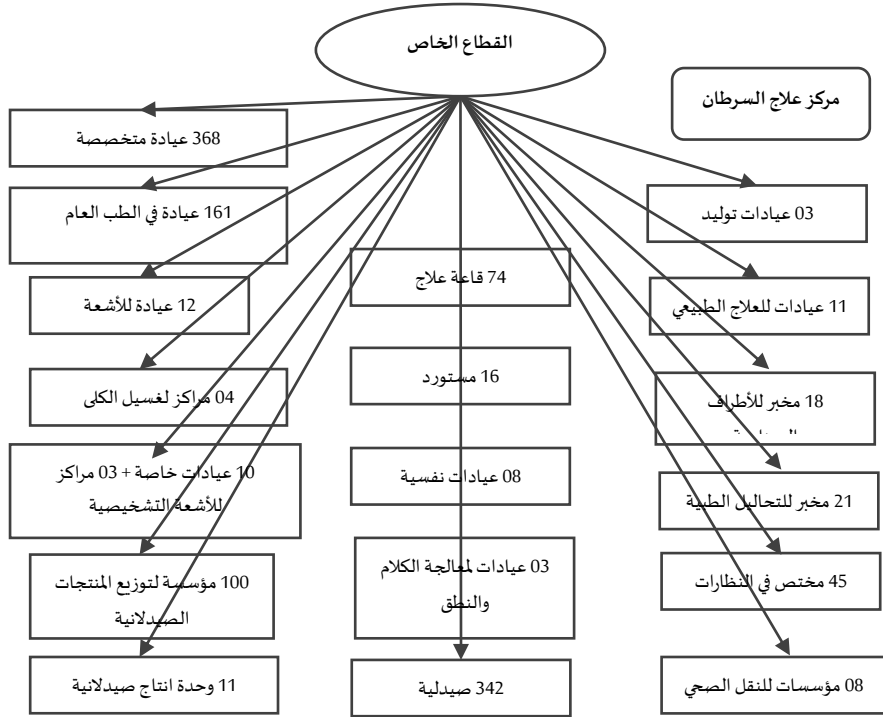 القطاع الخاص
مركز علاج السرطان
368 عيادة متخصصة
161 عيادة في الطب العام
03 عيادات توليد
74 قاعة علاج
12 عيادة للأشعة
11 عيادات للعلاج الطبيعي
16 مستورد
04 مراكز لغسيل الكلى
18 مخبر للأطراف
10 عيادات خاصة + 03 مراكز
للأشعة التشخيصية
08 عيادات نفسية
21 مخبر للتحاليل الطبية
03 عيادات لمعالجة الكلام
والنطق
100 مؤسسة لتوزيع المنتجات
الصيدلانية
45 مختص في النظارات
11 وحدة انتاج صيدلانية
342 صيدلية
08 مؤسسات للنقل الصحي